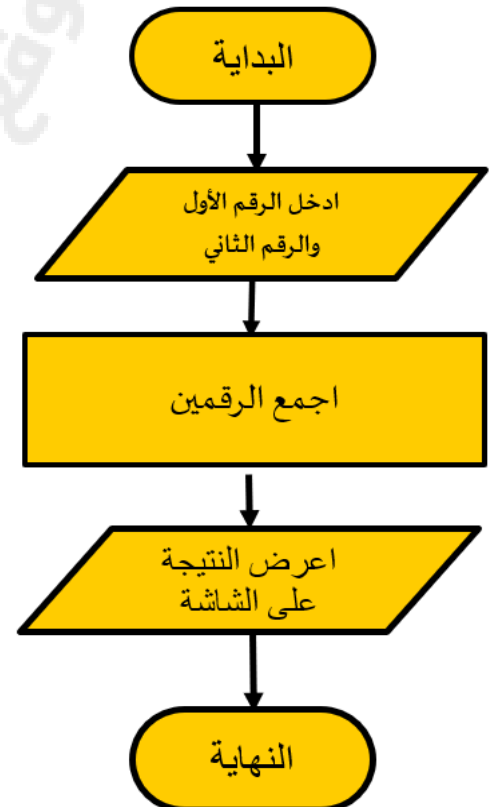 البداية
ادخل الرقم الأول
والرقم الثاني
اجمع الرقمين
اعرض النتيجة
على الشاشة
النهاية